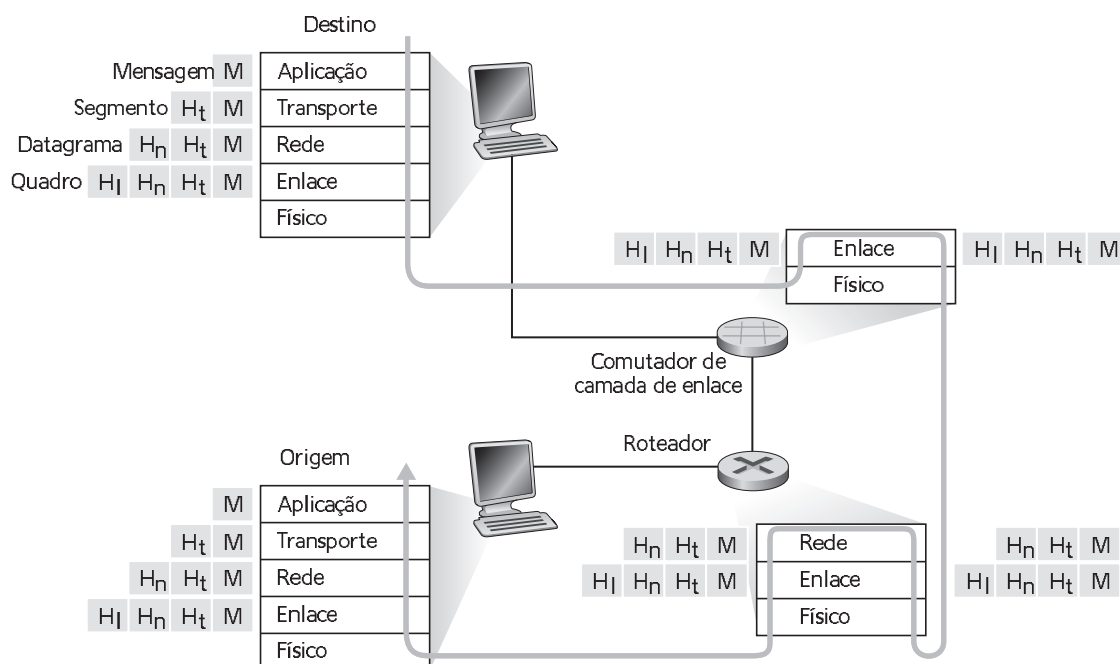 Destino
Mensagem M Aplicação
Segmento Ht M Transporte
Datagrama Hn Ht M Rede
Quadro Hl Hn Ht M Enlace
Físico
Hl Hn Ht M Enlace Hl Hn Ht M
Físico
Comutador de
camada de enlace
Roteador
Origem
M Aplicação
Ht M Transporte
Hn Ht M Rede
Hl Hn Ht M Enlace
Físico
Hn Ht M Rede Hn Ht M
Hl Hn Ht M Enlace Hl Hn Ht M
Físico